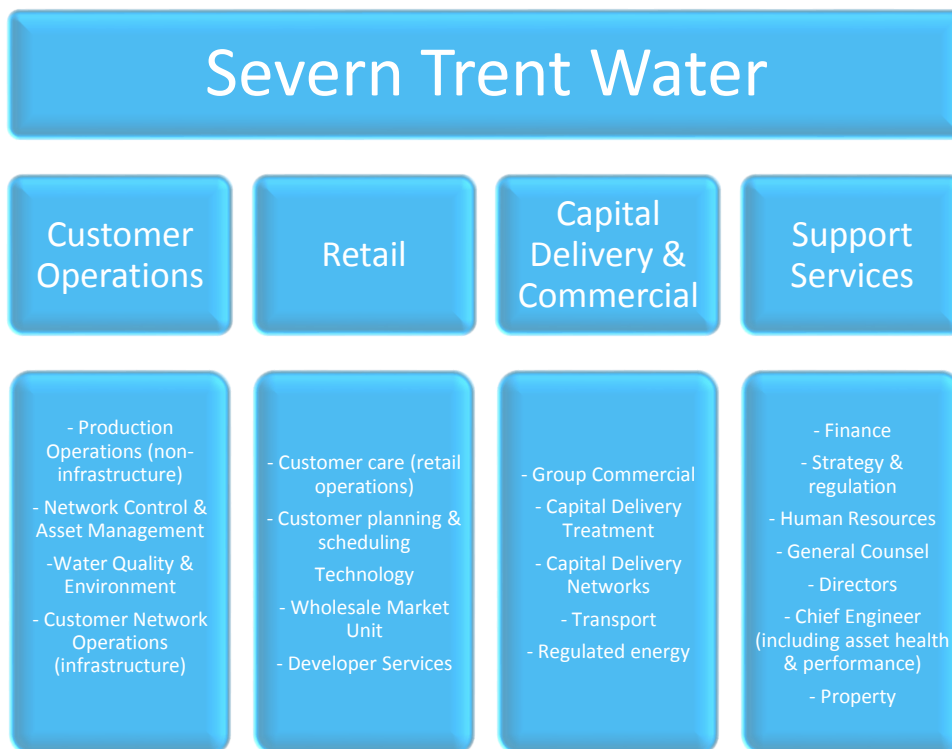 Severn Trent Water
Customer
Operations
Retail
Capital
Delivery &
Commercial
Support
Services
- Production
Operations (non-
infrastructure)
- Network Control &
Asset Management
-Water Quality &
Environment
- Customer Network
Operations
(infrastructure)
- Customer care (retail
operations)
- Customer planning &
scheduling
Technology
- Wholesale Market
Unit
- Developer Services
- Group Commercial
- Capital Delivery
Treatment
- Capital Delivery
Networks
- Transport
- Regulated energy
- Finance
- Strategy &
regulation
- Human Resources
- General Counsel
- Directors
- Chief Engineer
(including asset health
& performance)
- Property